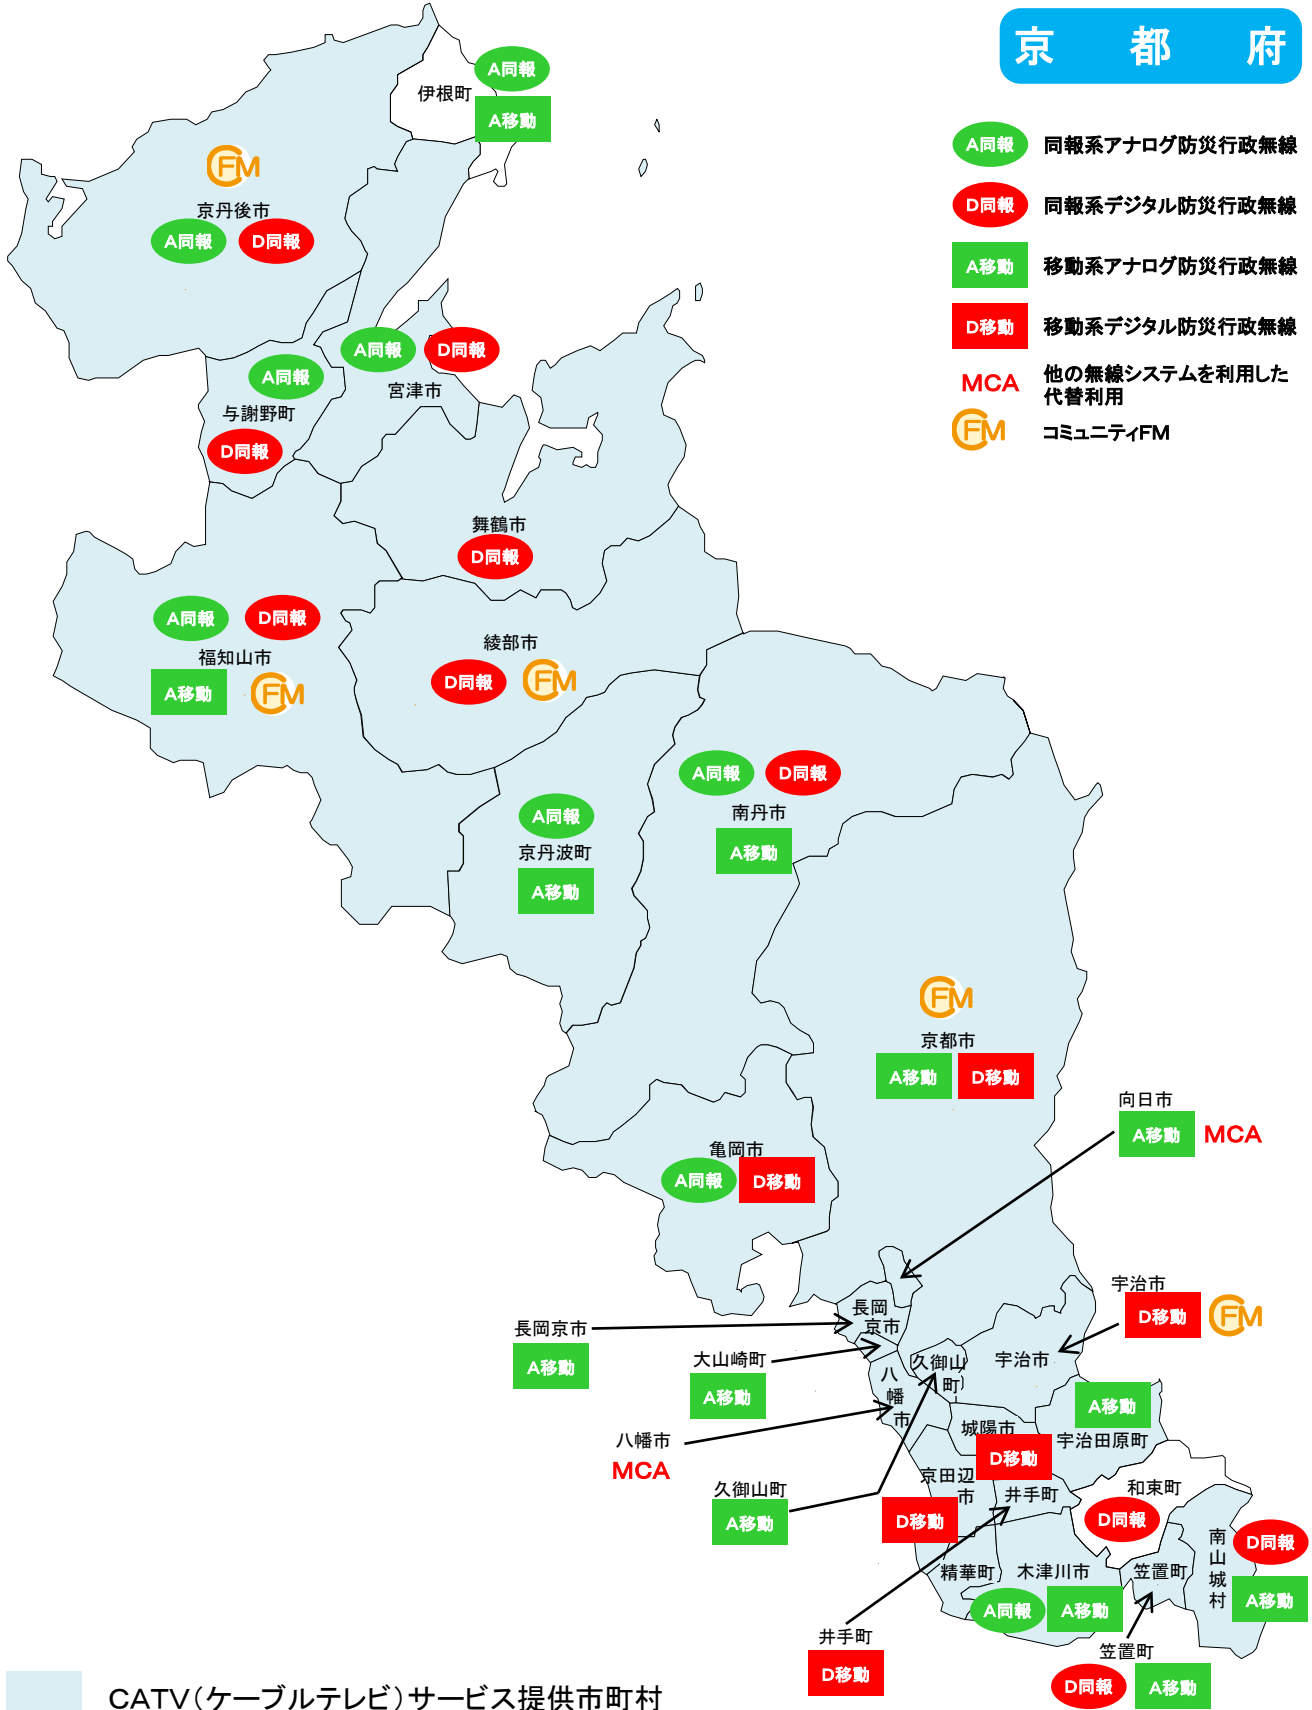 京都府
A同報 同報系アナログ防災行政無線
D同報 同報系デジタル防災行政無線
A移動 移動系アナログ防災行政無線
D移動 移動系デジタル防災行政無線
MCA 他の無線システムを利用した
代替利用
CFM コミュニティFM
A同報
伊根町
A移動
CFM
京丹後市
A同報 D同報
A同報 D同報
宮津市
A同報
与謝野町
D同報
舞鶴市
D同報
A同報 D同報
福知山市
A移動 CFM
綾部市
D同報 CFM
A同報 D同報
南丹市
A移動
A同報
京丹波町
A移動
CFM
京都市
A移動 D移動
向日市
A移動 MCA
亀岡市
A同報 D移動
宇治市
D移動 CFM
長岡
京市
長岡京市
A移動
大山崎町
A移動
久御山
町
宇治市
八
幡
市
八幡市
MCA
A移動
宇治田原町
城陽市
D移動
京田辺
市
D移動
久御山町
A移動
井手町
和束町
D同報
南
山
城
村
D同報
A移動
精華町
木津川市
A同報 A移動
笠置町
井手町
D移動
笠置町
D同報 A移動
CATV(ケーブルテレビ)サービス提供市町村